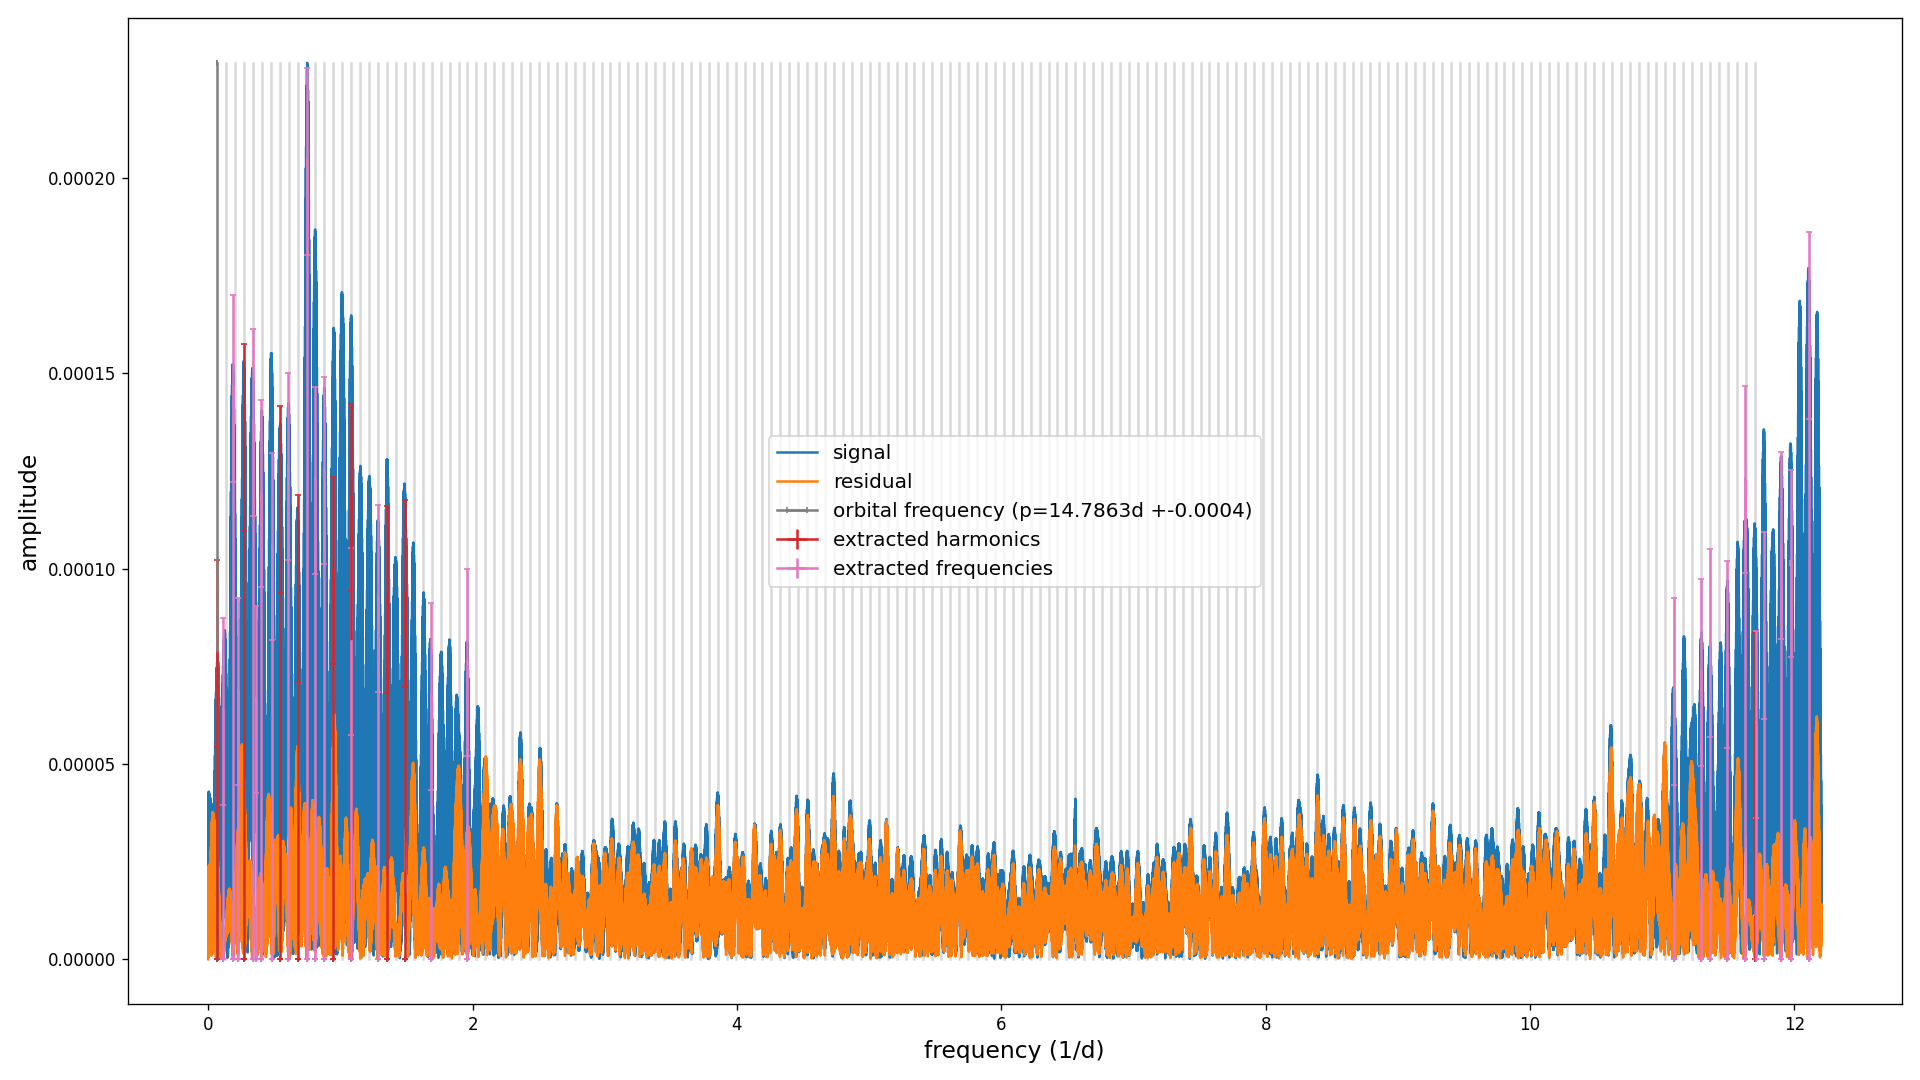 amplitude
0.00020
0.00015
0.00010
0.00005
0.00000
signal
residual
orbital frequency (p=14.7863d +-0.0004)
extracted harmonics
extracted frequencies
0 2 4 6 8 10 12
frequency (1/d)